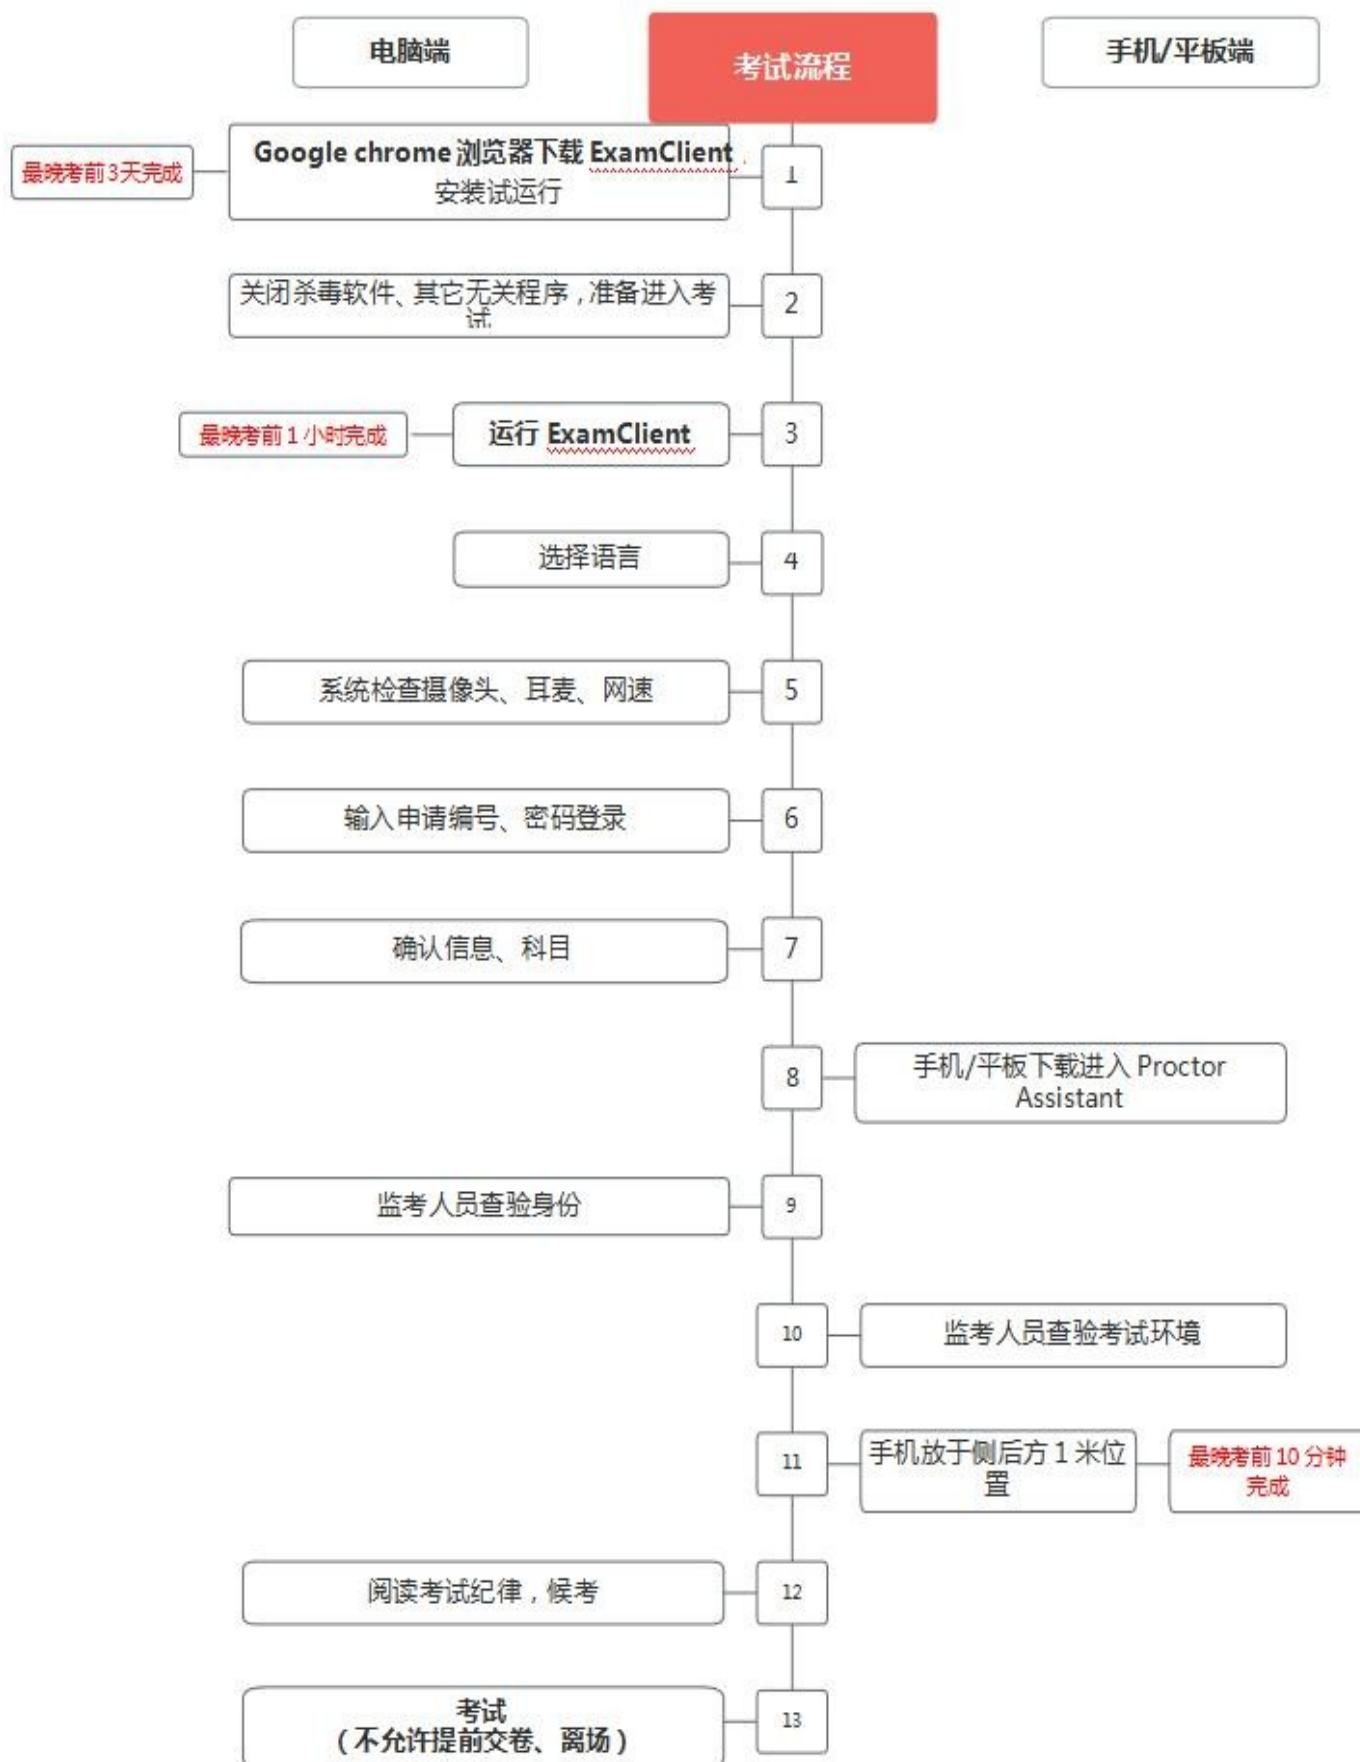 电脑端
考试流程
手机/平板端
最晚考前3天完成
Google chrome 浏览器下载 ExamClient
安装试运行
1
关闭杀毒软件、其它无关程序，准备进入考
试
2
最晚考前 1 小时完成
运行 ExamClient
3
选择语言
4
系统检查摄像头、耳麦、网速
5
输入申请编号、密码登录
6
确认信息、科目
7
8
手机/平板下载进入 Proctor
Assistant
监考人员查验身份
9
10
监考人员查验考试环境
11
手机放于侧后方 1 米位
置
最晚考前 10 分钟
完成
阅读考试纪律，候考
12
考试
（不允许提前交卷、离场）
13